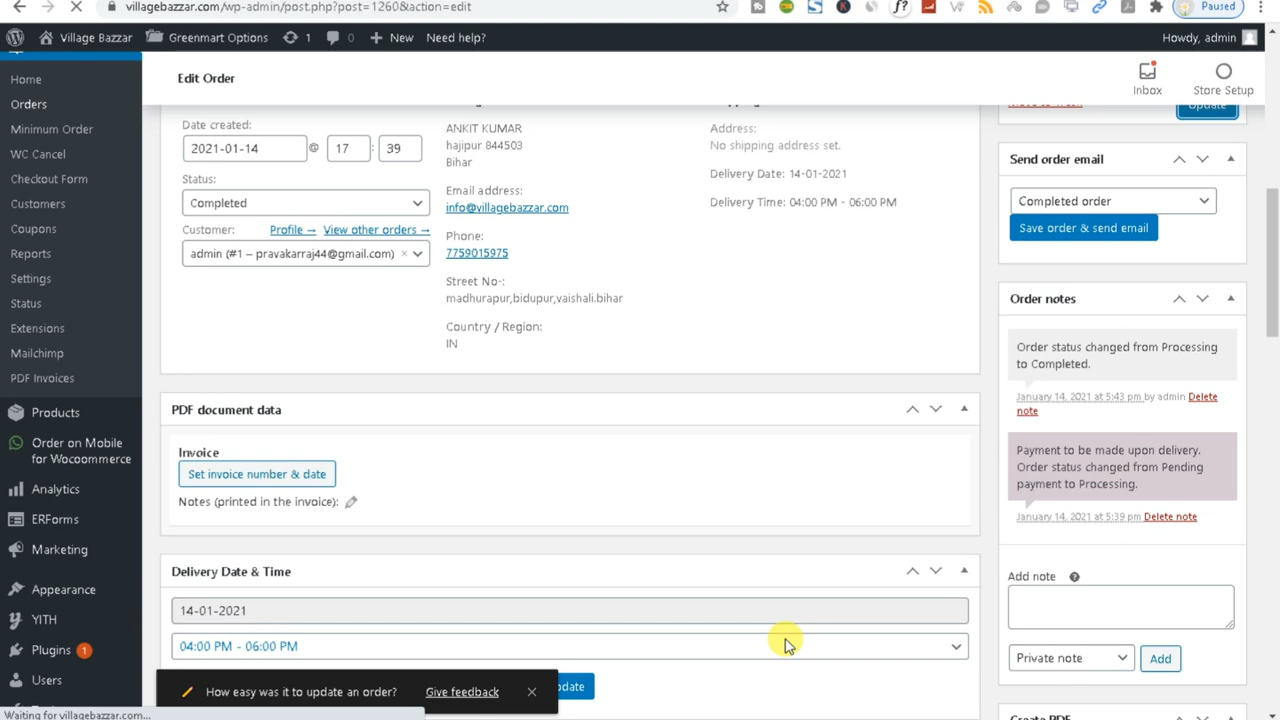 villagebazzar.com/wp-admin/post.php?post=1260&action=edit
Paused
Village Bazzar
Greenmart Options
1
0
New
Need help?
Howdy, admin
Home
Orders
Minimum Order
WC Cancel
Checkout Form
Customers
Coupons
Reports
Settings
Status
Extensions
Mailchimp
PDF Invoices
Products
Order on Mobile
for Wocoommerce
Analytics
ERForms
Marketing
Appearance
YITH
Plugins 1
Users
Edit Order
Inbox
Store Setup
Date created:
2021-01-14 @ 17 : 39
Status:
Completed
Customer:
Profile →
View other orders →
admin (#1 – pravakarraj44@gmail.com) ×
ANKIT KUMAR
hajipur 844503
Bihar
Email address:
info@villagebazzar.com
Phone:
7759015975
Street No-:
madhurapur,bidupur,vaishali.bihar
Country / Region:
IN
Address:
No shipping address set.
Delivery Date: 14-01-2021
Delivery Time: 04:00 PM - 06:00 PM
PDF document data
Invoice
Set invoice number & date
Notes (printed in the invoice):
Delivery Date & Time
14-01-2021
04:00 PM - 06:00 PM
How easy was it to update an order?
Give feedback
Waiting for villagebazzar.com...
Update
Send order email
Completed order
Save order & send email
Order notes
Order status changed from Processing
to Completed.
January 14, 2021 at 5:43 pm by admin Delete
note
Payment to be made upon delivery.
Order status changed from Pending
payment to Processing.
January 14, 2021 at 5:39 pm Delete note
Add note
Private note
Add
Create PDF